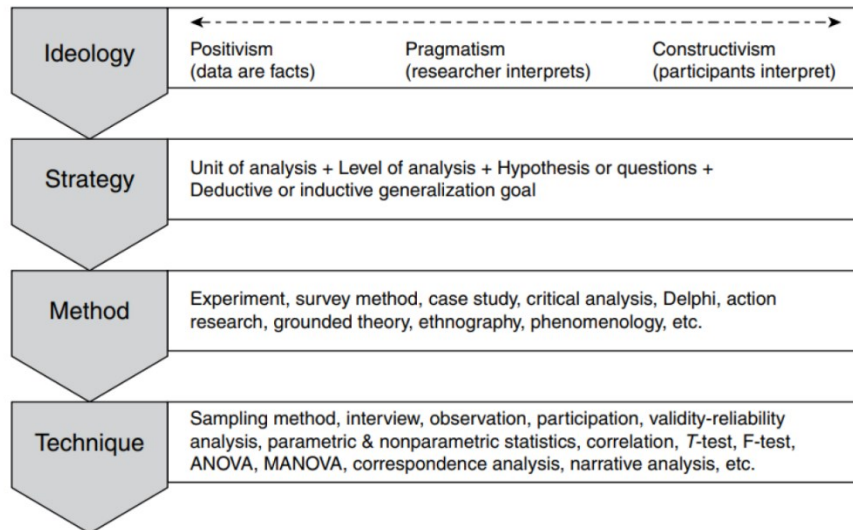 Ideology
Positivism
(data are facts)
Pragmatism
(researcher interprets)
Constructivism
(participants interpret)
Strategy
Unit of analysis + Level of analysis + Hypothesis or questions +
Deductive or inductive generalization goal
Method
Experiment, survey method, case study, critical analysis, Delphi, action
research, grounded theory, ethnography, phenomenology, etc.
Technique
Sampling method, interview, observation, participation, validity-reliability
analysis, parametric & nonparametric statistics, correlation, T-test, F-test,
ANOVA, MANOVA, correspondence analysis, narrative analysis, etc.